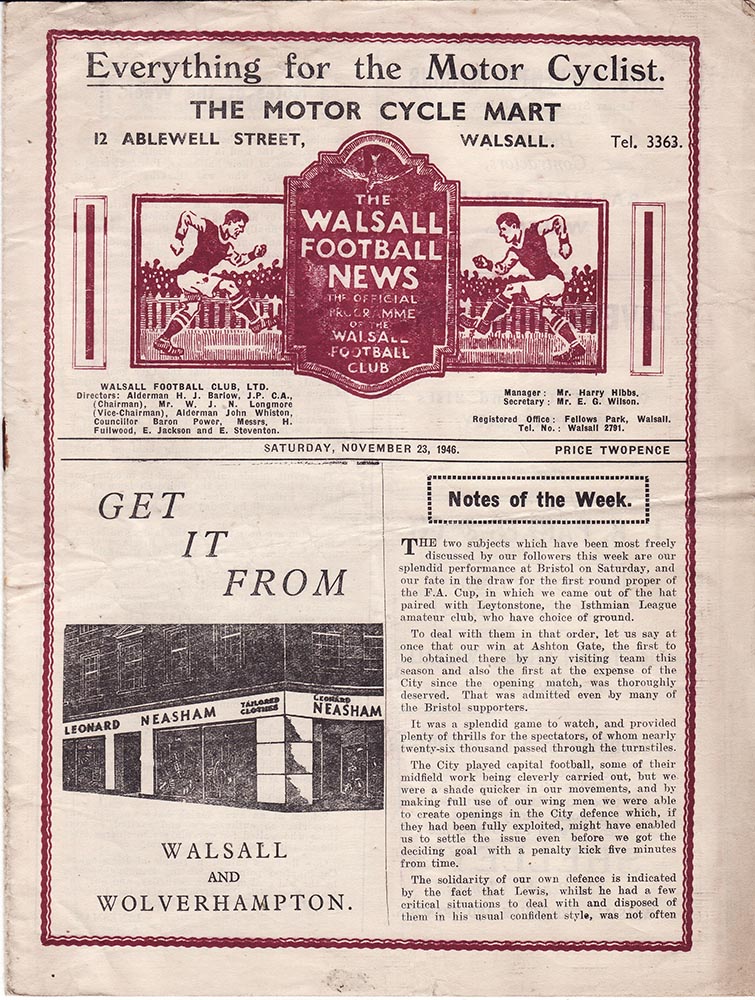 Everything for the Motor Cyclist.
THE MOTOR CYCLE MART
12 ABLEWELL STREET, WALSALL. Tel. 3363.
THE
WALSALL
FOOTBALL
NEWS
THE OFFICIAL
PROGRAMME
OF THE
WALSALL
FOOTBALL
CLUB
WALSALL FOOTBALL CLUB, LTD.
Directors: Alderman H. J. Barlow, J.P. C.A.,
(Chairman), Mr. W. J. N. Longmore
(Vice-Chairman), Alderman John Whiston,
Councillor Baron Power, Messrs, H.
Fullwood, E. Jackson and E. Steventon.
Manager: Mr. Harry Hibbs.
Secretary: Mr. E. G. Wilson.
Registered Office: Fellows Park, Walsall.
Tel. No.: Walsall 2791.
SATURDAY, NOVEMBER 23, 1946. PRICE TWOPENCE
GET
IT
FROM
LEONARD NEASHAM TAILORED
CLOTHES
LEONARD
NEASHAM
WALSALL
AND
WOLVERHAMPTON.
Notes of the Week.
THE two subjects which have been most freely
discussed by our followers this week are our
splendid performance at Bristol on Saturday, and
our fate in the draw for the first round proper of
the F.A. Cup, in which we came out of the hat
paired with Leytonstone, the Isthmian League
amateur club, who have choice of ground.
To deal with them in that order, let us say at
once that our win at Ashton Gate, the first to
be obtained there by any visiting team this
season and also the first at the expense of the
City since the opening match, was thoroughly
deserved. That was admitted even by many of
the Bristol supporters.
It was a splendid game to watch, and provided
plenty of thrills for the spectators, of whom nearly
twenty-six thousand passed through the turnstiles.
The City played capital football, some of their
midfield work being cleverly carried out, but we
were a shade quicker in our movements, and by
making full use of our wing men we were able
to create openings in the City defence which, if
they had been fully exploited, might have enabled
us to settle the issue even before we got the
deciding goal with a penalty kick five minutes
from time.
The solidarity of our own defence is indicated
by the fact that Lewis, whilst he had a few
critical situations to deal with and disposed of
them in his usual confident style, was not often